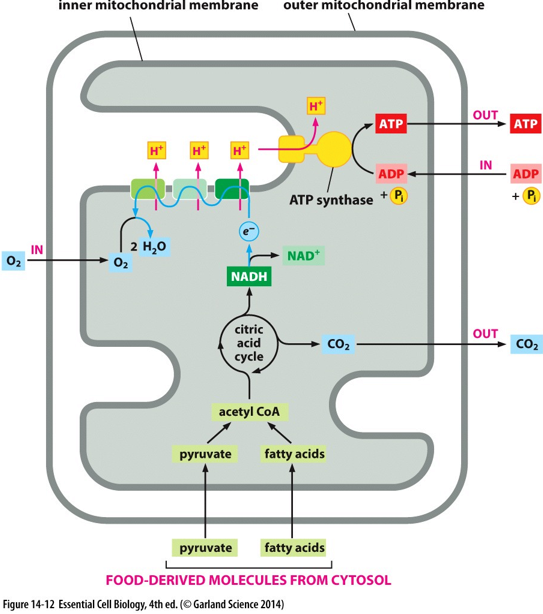 inner mitochondrial membrane
outer mitochondrial membrane
H⁺
OUT
ATP
ATP
H⁺
H⁺
H⁺
IN
ADP
ADP
+ Pi
+ Pi
ATP synthase
e⁻
IN
2 H₂O
O₂
O₂
NAD⁺
NADH
citric
acid
cycle
CO₂
OUT
CO₂
acetyl CoA
pyruvate
fatty acids
pyruvate
fatty acids
FOOD-DERIVED MOLECULES FROM CYTOSOL
Figure 14-12 Essential Cell Biology, 4th ed. (© Garland Science 2014)